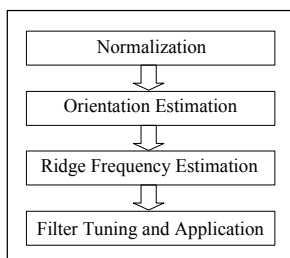 Normalization
Orientation Estimation
Ridge Frequency Estimation
Filter Tuning and Application